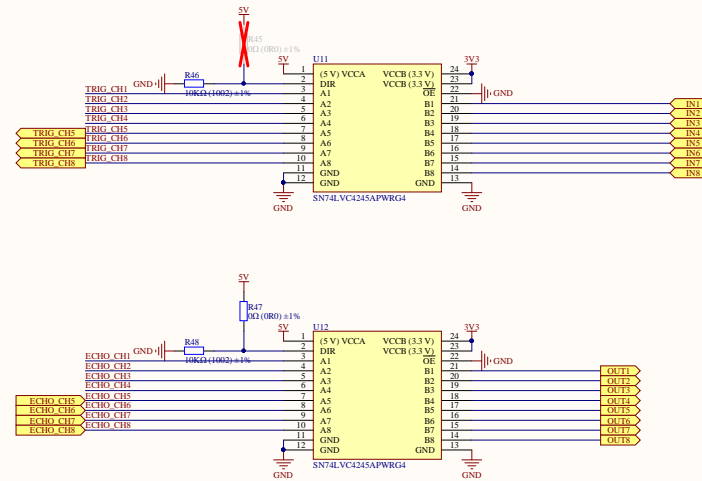 5V
R45
0Ω (0R0) ±1%
5V
U11
3V3
R46
GND
10KΩ (1002) ±1%
1 (5 V) VCCA VCCB (3.3 V) 24
2 DIR VCCB (3.3 V) 23
TRIG_CH1 3 A1 OE 22 GND
TRIG_CH2 4 A2 B1 21 IN1
TRIG_CH3 5 A3 B2 20 IN2
TRIG_CH4 6 A4 B3 19 IN3
TRIG_CH5 TRIG_CH5 7 A5 B4 18 IN4
TRIG_CH6 TRIG_CH6 8 A6 B5 17 IN5
TRIG_CH7 TRIG_CH7 9 A7 B6 16 IN6
TRIG_CH8 TRIG_CH8 10 A8 B7 15 IN7
11 GND B8 14 IN8
12 GND GND 13
SN74LVC4245APWRG4
GND GND
5V
R47
0Ω (0R0) ±1%
5V
U12
3V3
R48
GND
10KΩ (1002) ±1%
1 (5 V) VCCA VCCB (3.3 V) 24
2 DIR VCCB (3.3 V) 23
ECHO_CH1 3 A1 OE 22 GND
ECHO_CH2 4 A2 B1 21 OUT1
ECHO_CH3 5 A3 B2 20 OUT2
ECHO_CH4 6 A4 B3 19 OUT3
ECHO_CH5 ECHO_CH5 7 A5 B4 18 OUT4
ECHO_CH6 ECHO_CH6 8 A6 B5 17 OUT5
ECHO_CH7 ECHO_CH7 9 A7 B6 16 OUT6
ECHO_CH8 ECHO_CH8 10 A8 B7 15 OUT7
11 GND B8 14 OUT8
12 GND GND 13
SN74LVC4245APWRG4
GND GND